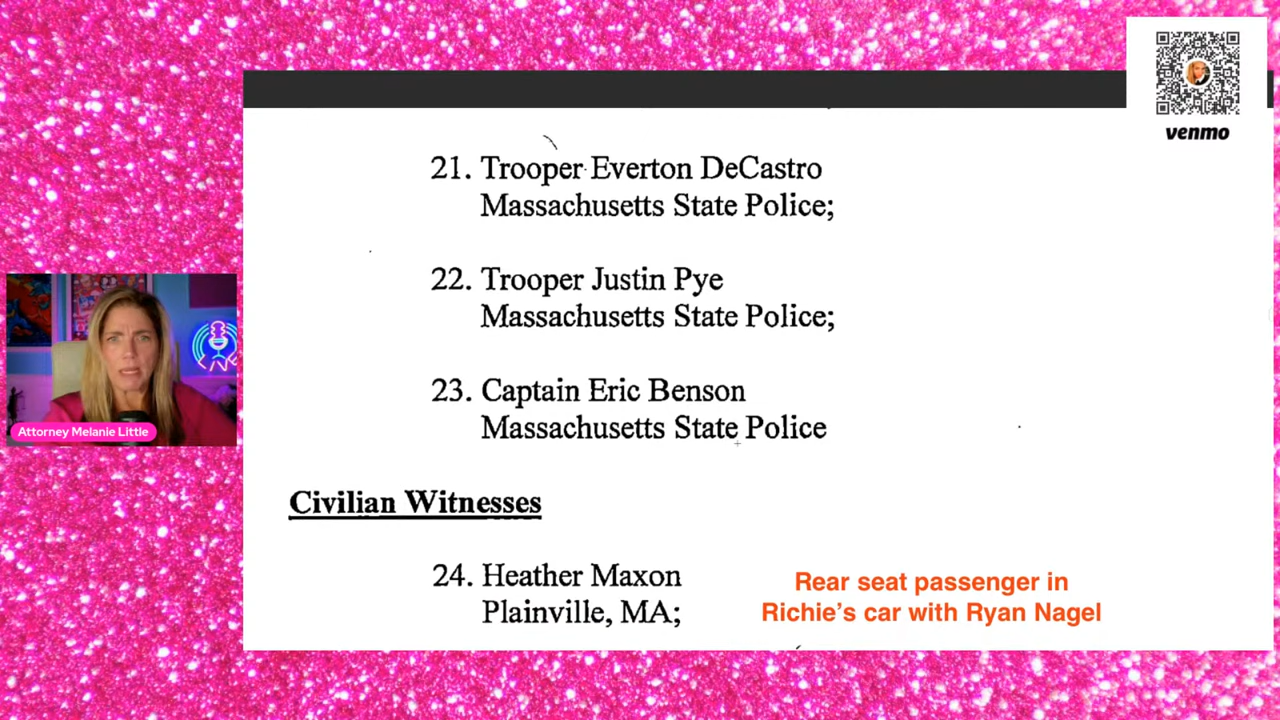 venmo
21. Trooper Everton DeCastro
Massachusetts State Police;
22. Trooper Justin Pye
Massachusetts State Police;
23. Captain Eric Benson
Massachusetts State Police
Civilian Witnesses
24. Heather Maxon
Plainville, MA;
Rear seat passenger in
Richie's car with Ryan Nagel
Attorney Melanie Little